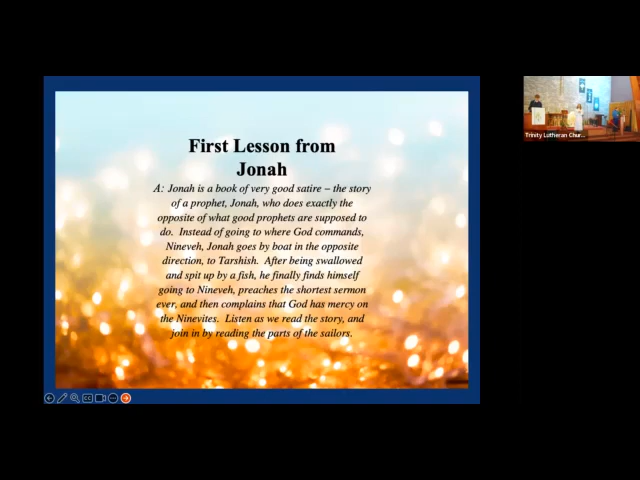 First Lesson from
Jonah
A: Jonah is a book of very good satire – the story
of a prophet, Jonah, who does exactly the
opposite of what good prophets are supposed to
do. Instead of going to where God commands,
Nineveh, Jonah goes by boat in the opposite
direction, to Tarshish. After being swallowed
and spit up by a fish, he finally finds himself
going to Nineveh, preaches the shortest sermon
ever, and then complains that God has mercy on
the Ninevites. Listen as we read the story, and
join in by reading the parts of the sailors.
Trinity Lutheran Chur...